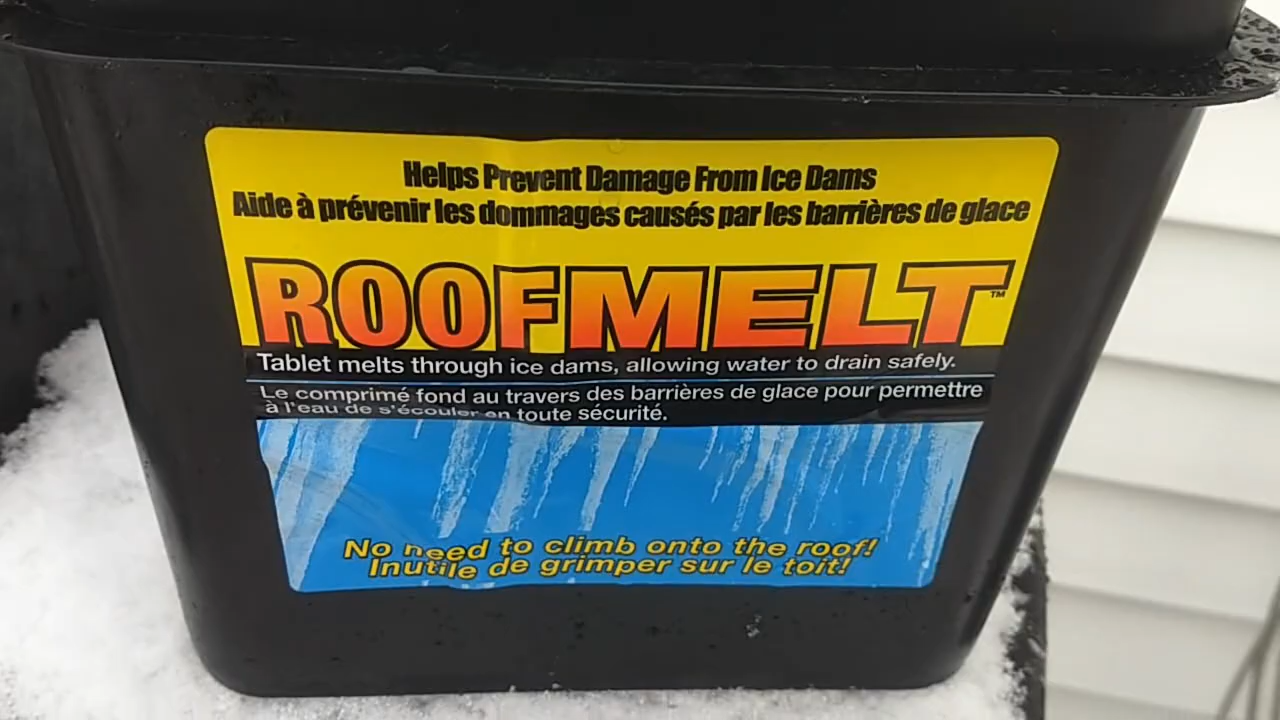 Helps Prevent Damage From Ice Dams
Aide à prévenir les dommages causés par les barrières de glace
ROOFMELT™
Tablet melts through ice dams, allowing water to drain safely.
Le comprimé fond au travers des barrières de glace pour permettre
à l'eau de s'écouler en toute sécurité.
No need to climb onto the roof!
Inutile de grimper sur le toit!